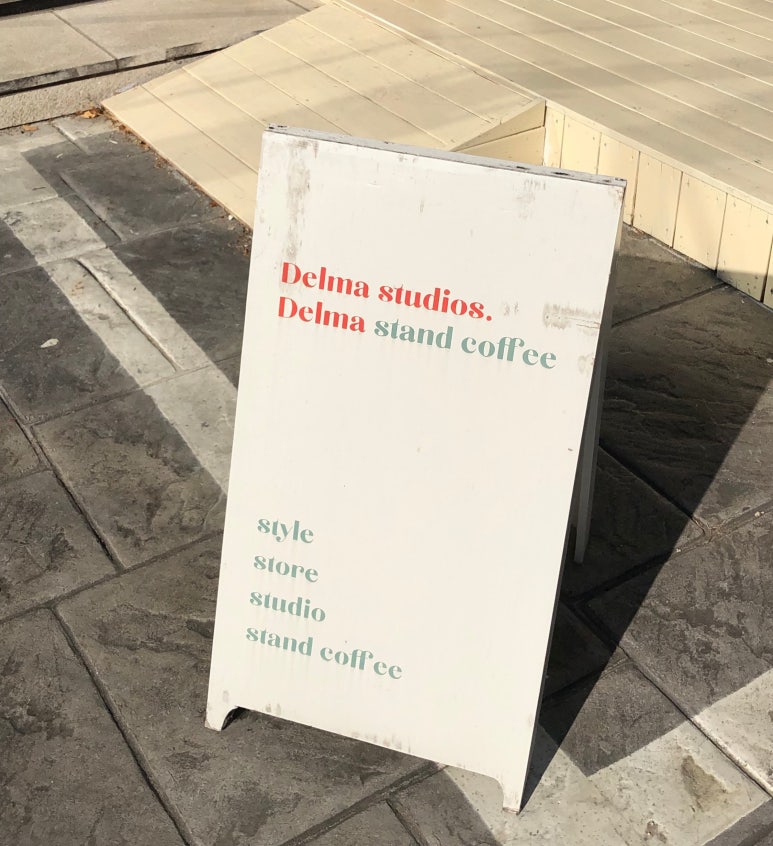 Delma studios.
Delma stand coffee
style
store
studio
stand coffee